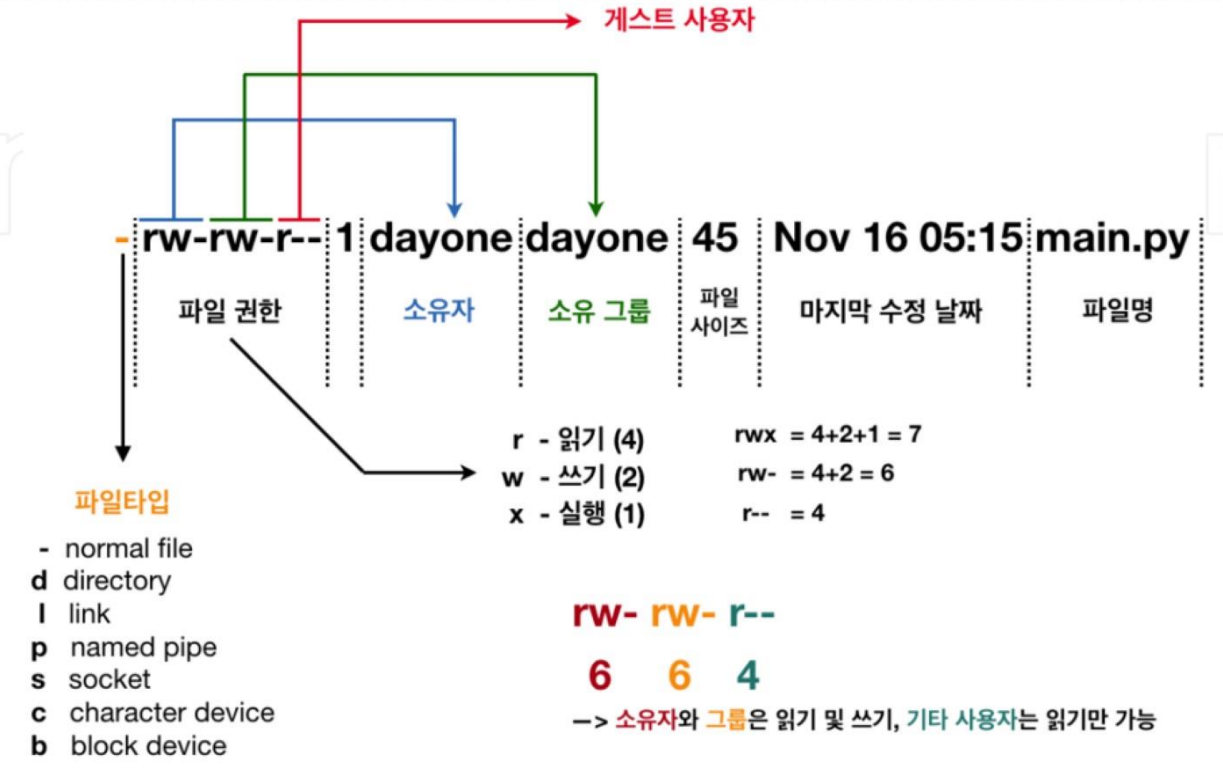 게스트 사용자
-rw-rw-r-- 1 dayone dayone 45 Nov 16 05:15 main.py
파일 권한 소유자 소유 그룹 파일 사이즈 마지막 수정 날짜 파일명
r - 읽기 (4) rwx = 4+2+1 = 7
w - 쓰기 (2) rw- = 4+2 = 6
x - 실행 (1) r-- = 4
파일타입
- normal file
d directory
l link
p named pipe
s socket
c character device
b block device
rw- rw- r--
6 6 4
—> 소유자와 그룹은 읽기 및 쓰기, 기타 사용자는 읽기만 가능